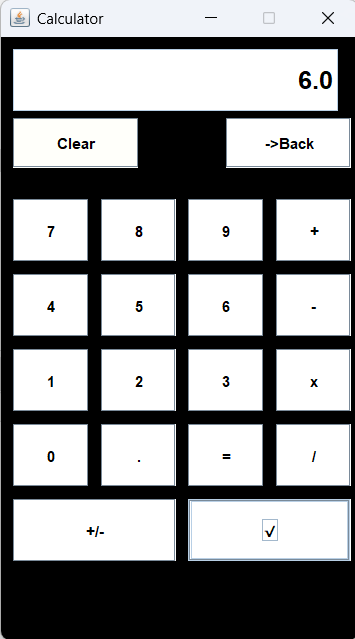 Calculator
6.0
Clear ->Back
7 8 9 +
4 5 6 -
1 2 3 x
0 . = /
+/- √